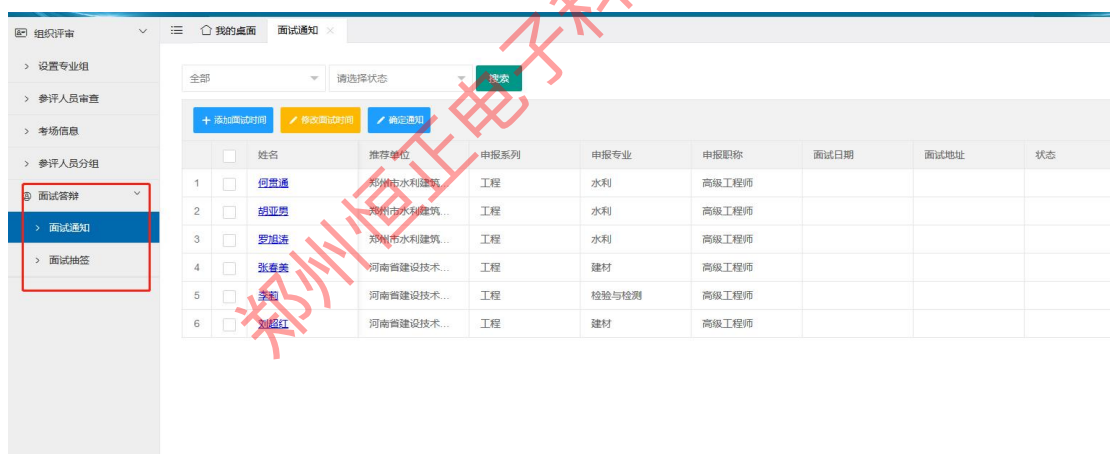 组织评审
设置专业组
参评人员审查
考场信息
参评人员分组
面试答辩
面试通知
面试抽签
我的桌面 面试通知
全部 请选择状态 搜索
添加面试时间 修改面试时间 确定通知
姓名 推荐单位 申报系列 申报专业 申报职称 面试日期 面试地址 状态
1 何贯通 郑州市水利建筑... 工程 水利 高级工程师
2 胡亚男 郑州市水利建筑... 工程 水利 高级工程师
3 罗旭涛 郑州市水利建筑... 工程 水利 高级工程师
4 张春美 河南省建设技术... 工程 建材 高级工程师
5 李莉 河南省建设技术... 工程 检验与检测 高级工程师
6 刘超红 河南省建设技术... 工程 建材 高级工程师
郑州恒正电子科